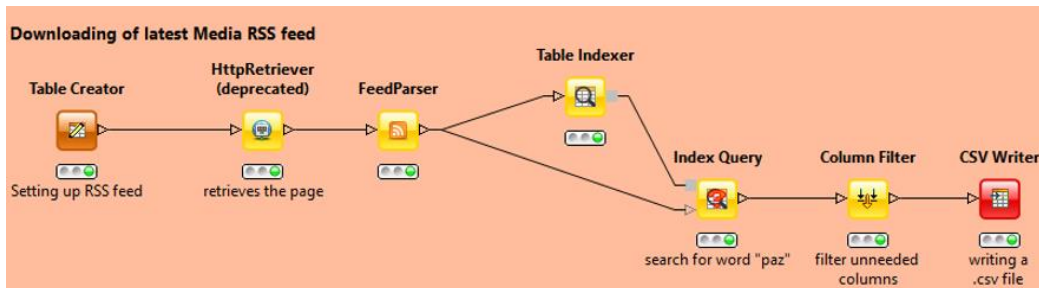 Downloading of latest Media RSS feed
Table Creator
Setting up RSS feed
HttpRetriever
(deprecated)
retrieves the page
FeedParser
Table Indexer
Index Query
search for word "paz"
Column Filter
filter unneeded
columns
CSV Writer
writing a
.csv file